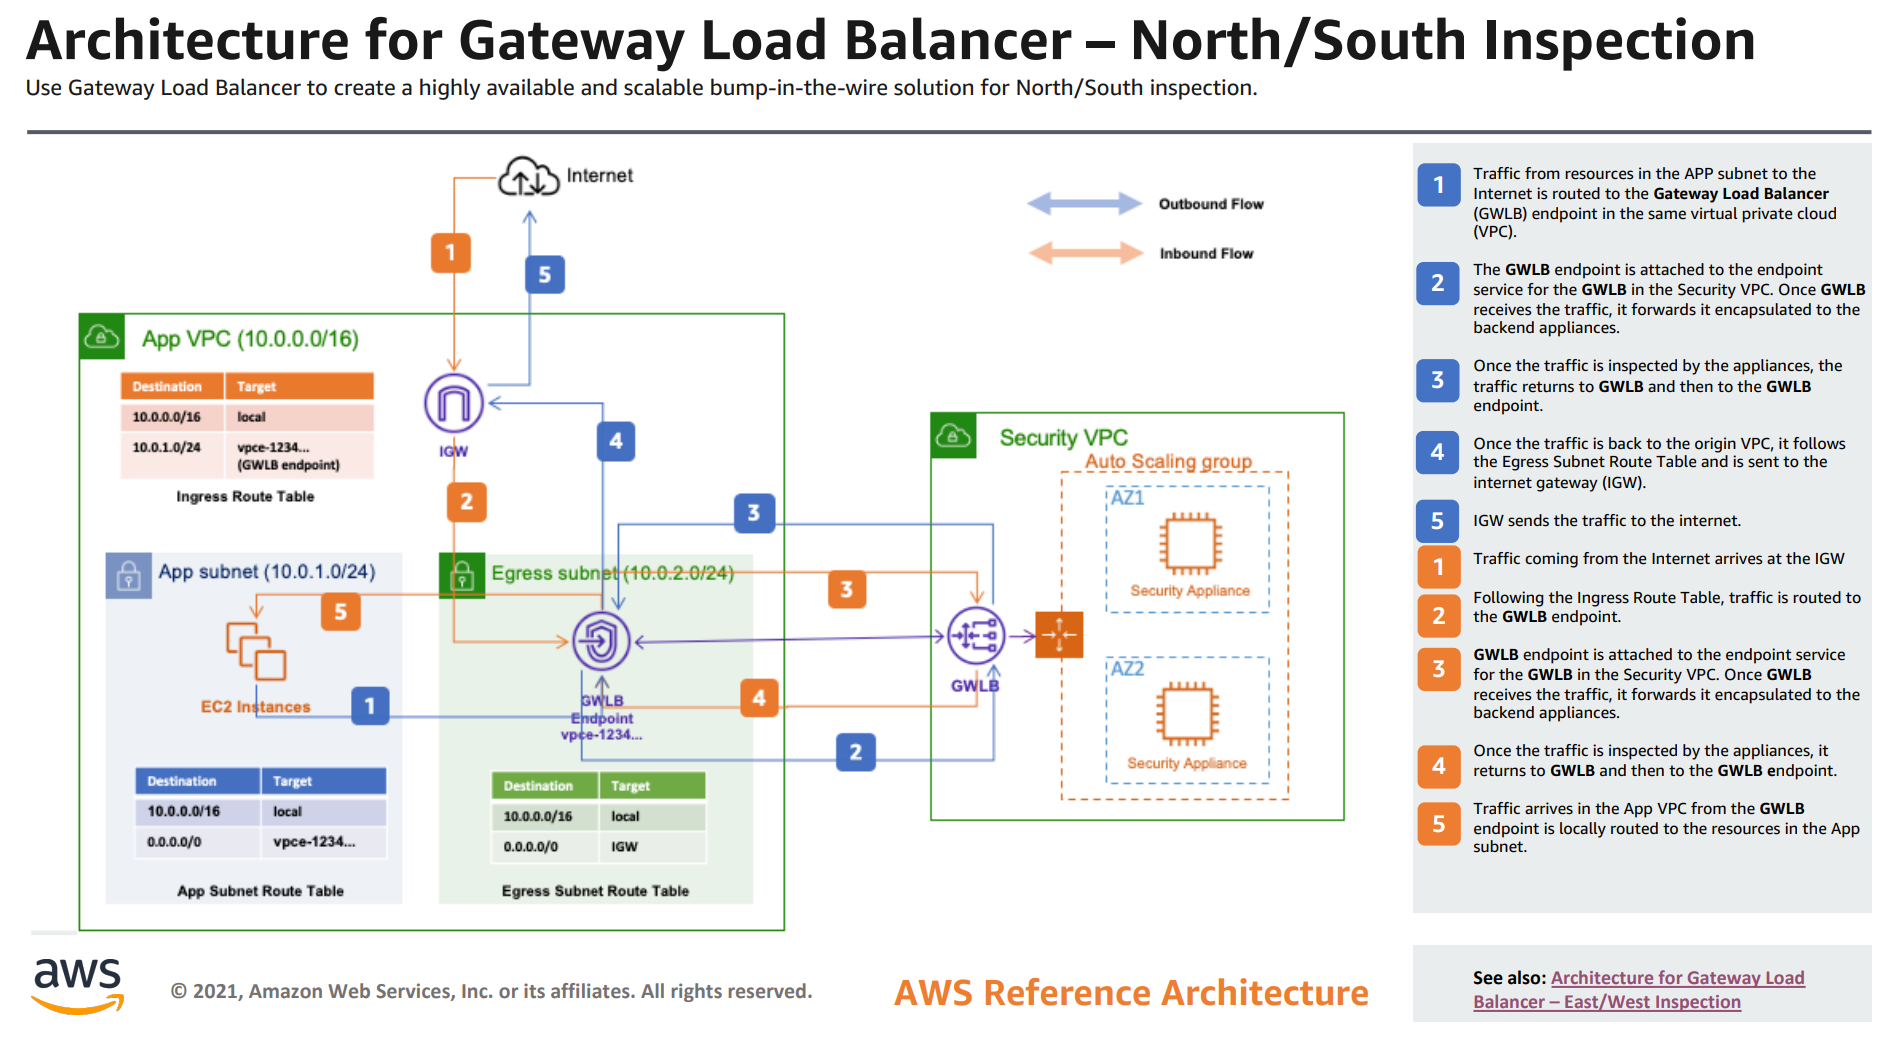 Architecture for Gateway Load Balancer – North/South Inspection
Use Gateway Load Balancer to create a highly available and scalable bump-in-the-wire solution for North/South inspection.
Internet
Outbound Flow
Inbound Flow
1
5
App VPC (10.0.0.0/16)
Destination Target
10.0.0.0/16 local
10.0.1.0/24 vpce-1234...
(GWLB endpoint)
Ingress Route Table
IGW
4
2
3
App subnet (10.0.1.0/24)
Egress subnet (10.0.2.0/24)
3
5
EC2 Instances
1
GWLB
Endpoint
vpce-1234...
4
2
Destination Target
10.0.0.0/16 local
0.0.0.0/0 vpce-1234...
App Subnet Route Table
Destination Target
10.0.0.0/16 local
0.0.0.0/0 IGW
Egress Subnet Route Table
Security VPC
Auto Scaling group
AZ1
Security Appliance
GWLB
AZ2
Security Appliance
1 Traffic from resources in the APP subnet to the
Internet is routed to the Gateway Load Balancer
(GWLB) endpoint in the same virtual private cloud
(VPC).
2 The GWLB endpoint is attached to the endpoint
service for the GWLB in the Security VPC. Once GWLB
receives the traffic, it forwards it encapsulated to the
backend appliances.
3 Once the traffic is inspected by the appliances, the
traffic returns to GWLB and then to the GWLB
endpoint.
4 Once the traffic is back to the origin VPC, it follows
the Egress Subnet Route Table and is sent to the
internet gateway (IGW).
5 IGW sends the traffic to the internet.
1 Traffic coming from the Internet arrives at the IGW
2 Following the Ingress Route Table, traffic is routed to
the GWLB endpoint.
3 GWLB endpoint is attached to the endpoint service
for the GWLB in the Security VPC. Once GWLB
receives the traffic, it forwards it encapsulated to the
backend appliances.
4 Once the traffic is inspected by the appliances, it
returns to GWLB and then to the GWLB endpoint.
5 Traffic arrives in the App VPC from the GWLB
endpoint is locally routed to the resources in the App
subnet.
aws
© 2021, Amazon Web Services, Inc. or its affiliates. All rights reserved.
AWS Reference Architecture
See also: Architecture for Gateway Load
Balancer – East/West Inspection